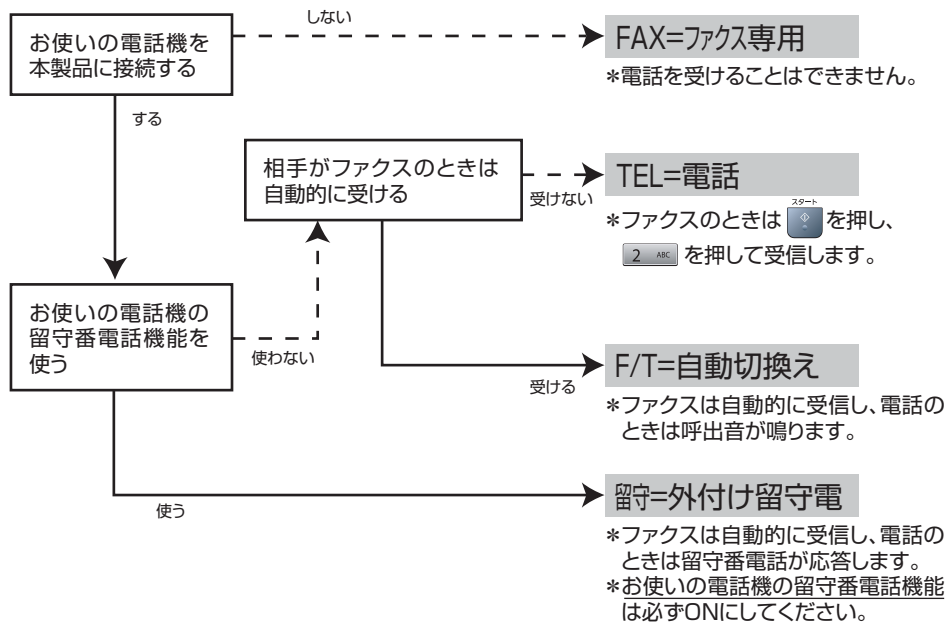 お使いの電話機を
本製品に接続する
しない
FAX=ファクス専用
*電話を受けることはできません。
する
相手がファクスのときは
自動的に受ける
受けない
TEL=電話
スタート
*ファクスのときは を押し、
2 ABC を押して受信します。
お使いの電話機の
留守番電話機能を
使う
使わない
受ける
F/T=自動切換え
*ファクスは自動的に受信し、電話の
ときは呼出音が鳴ります。
使う
留守=外付け留守電
*ファクスは自動的に受信し、電話の
ときは留守番電話が応答します。
*お使いの電話機の留守番電話機能
は必ずONにしてください。